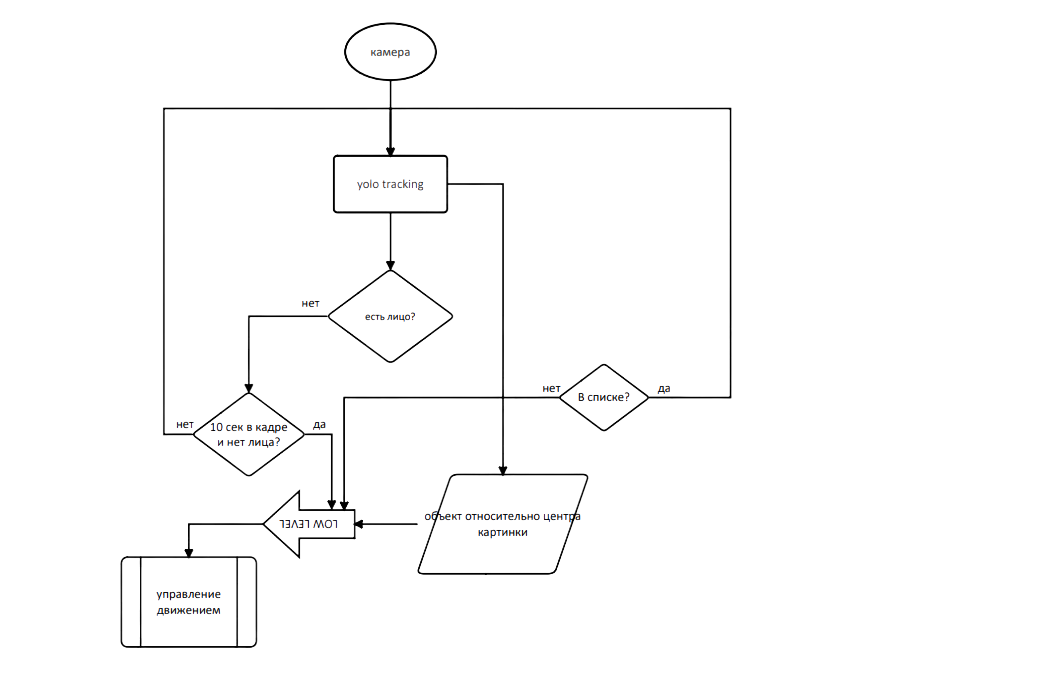 камера
yolo tracking
нет
есть лицо?
нет
В списке?
да
нет
10 сек в кадре
и нет лица?
да
LOW LEVEL
объект относительно центра
картинки
управление
движением